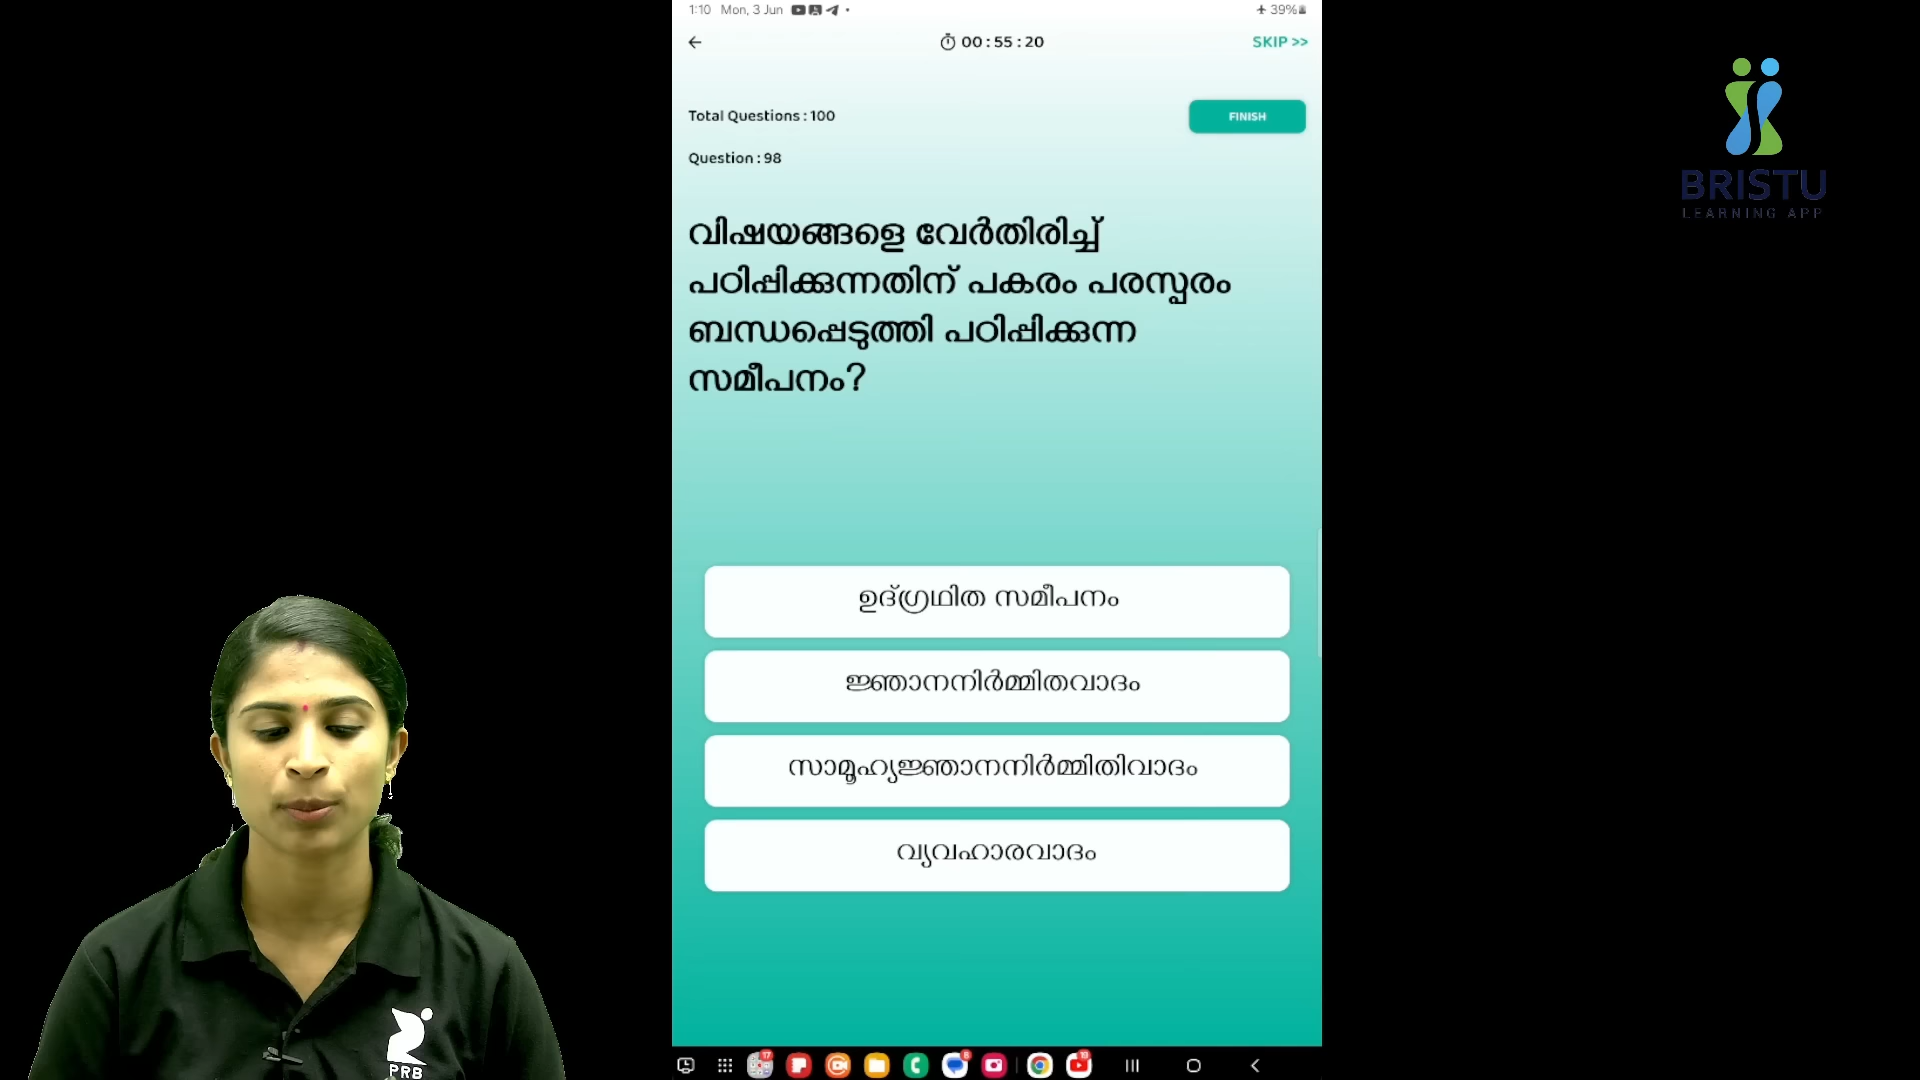 1:10 Mon, 3 Jun
39%
00 : 55 : 20
SKIP >>
Total Questions : 100
FINISH
Question : 98
വിഷയങ്ങളെ വേർതിരിച്ച്
പഠിപ്പിക്കുന്നതിന് പകരം പരസ്പരം
ബന്ധപ്പെടുത്തി പഠിപ്പിക്കുന്ന
സമീപനം?
ഉദ്ഗ്രഥിത സമീപനം
ജ്ഞാനനിർമ്മിതവാദം
സാമൂഹ്യജ്ഞാനനിർമ്മിതിവാദം
വ്യവഹാരവാദം
BRISTU
LEARNING APP
PRB
17